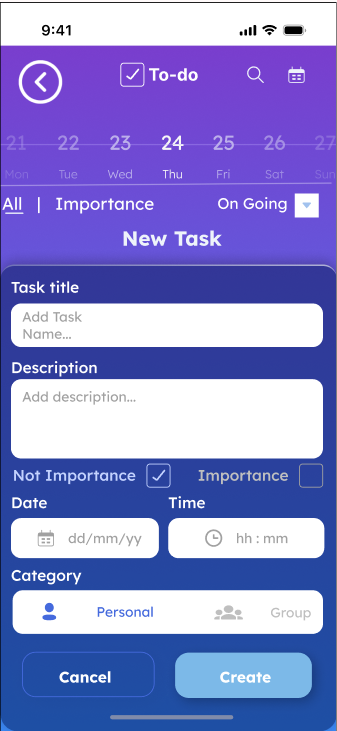 9:41
To-do
21 22 23 24 25 26 27
Mon Tue Wed Thu Fri Sat Sun
All | Importance On Going
New Task
Task title
Add Task
Name...
Description
Add description...
Not Importance Importance
Date Time
dd/mm/yy hh : mm
Category
Personal Group
Cancel Create